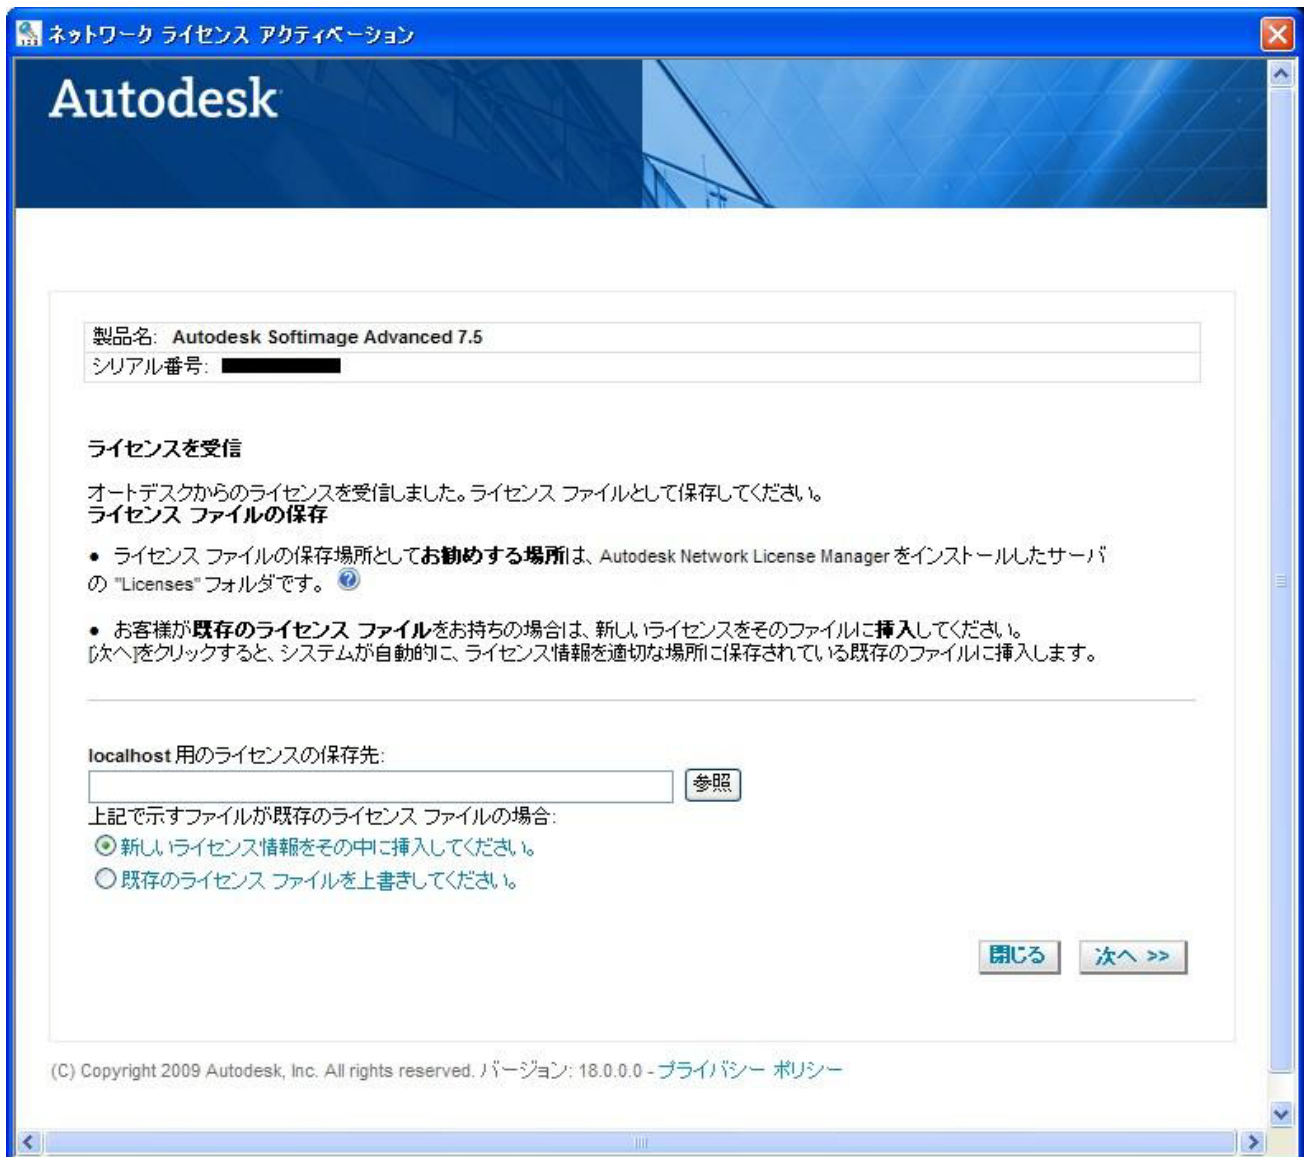 ネットワーク ライセンス アクティベーション
Autodesk
製品名: Autodesk Softimage Advanced 7.5
シリアル番号:
ライセンスを受信
オートデスクからのライセンスを受信しました。ライセンス ファイルとして保存してください。
ライセンス ファイルの保存
• ライセンス ファイルの保存場所としてお勧めする場所は、Autodesk Network License Manager をインストールしたサーバ
の "Licenses" フォルダです。
• お客様が既存のライセンス ファイルをお持ちの場合は、新しいライセンスをそのファイルに挿入してください。
[次へ]をクリックすると、システムが自動的に、ライセンス情報を適切な場所に保存されている既存のファイルに挿入します。
localhost 用のライセンスの保存先:
参照
上記で示すファイルが既存のライセンス ファイルの場合:
新しいライセンス情報をその中に挿入してください。
既存のライセンス ファイルを上書きしてください。
閉じる 次へ >>
(C) Copyright 2009 Autodesk, Inc. All rights reserved. バージョン: 18.0.0.0 - プライバシー ポリシー